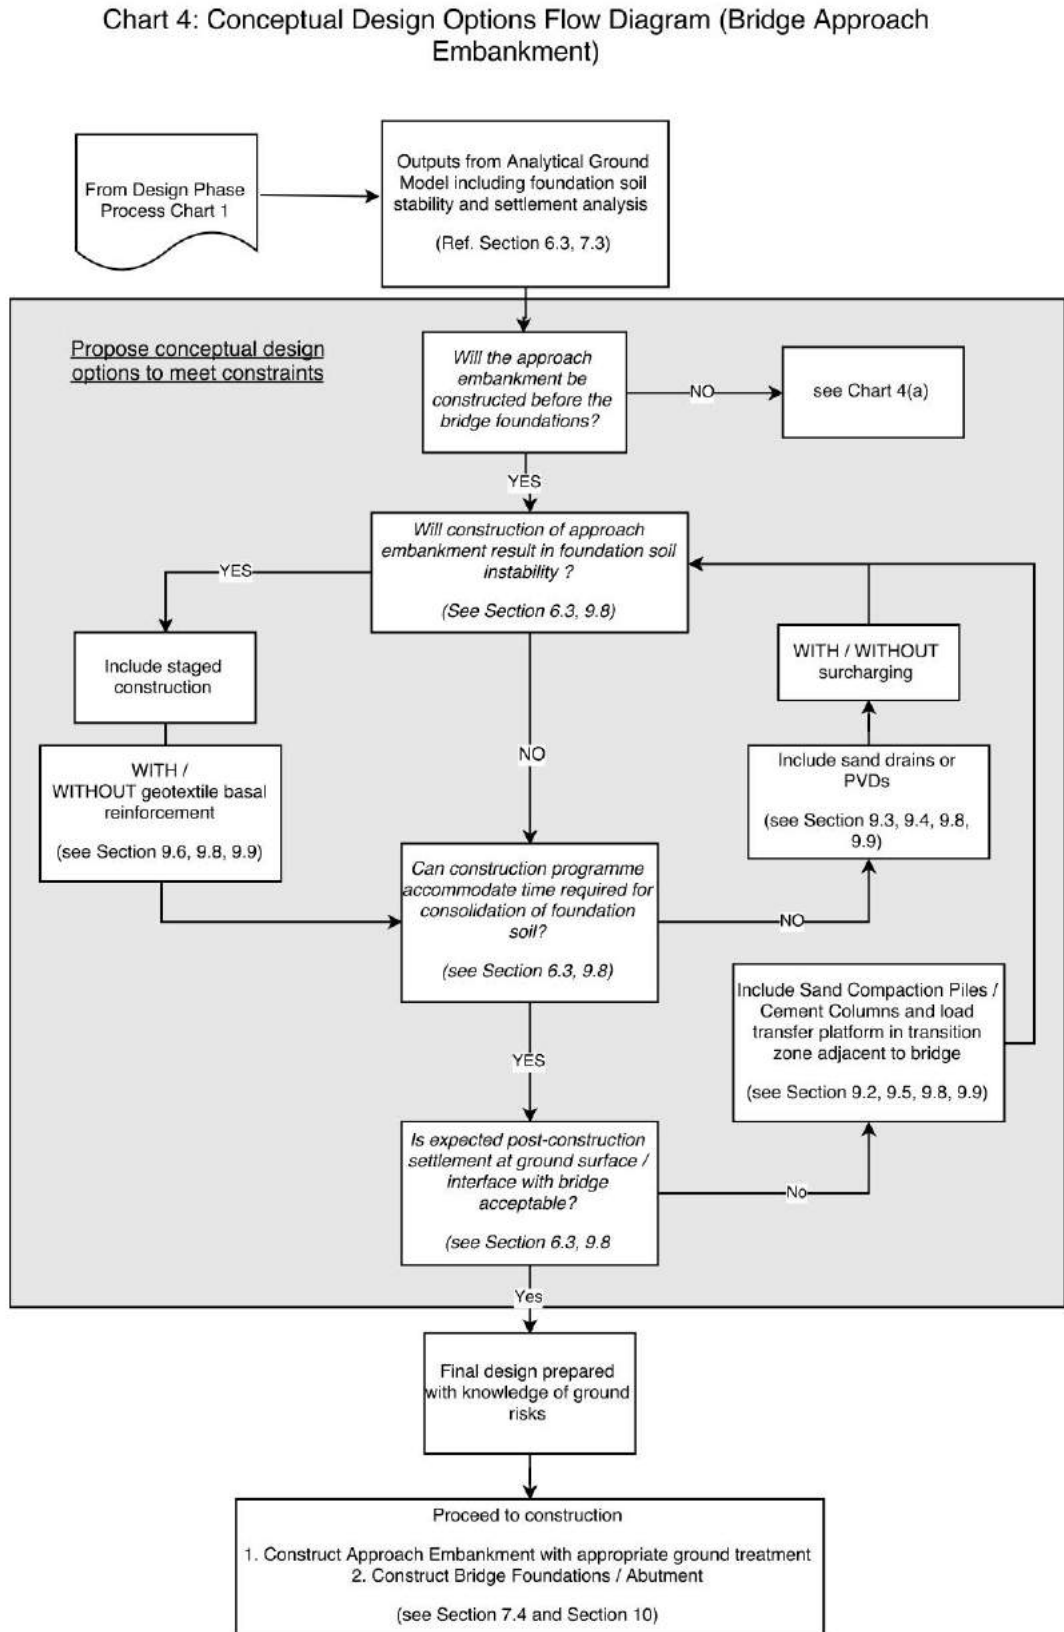 Chart 4: Conceptual Design Options Flow Diagram (Bridge Approach
Embankment)
From Design Phase
Process Chart 1
Outputs from Analytical Ground
Model including foundation soil
stability and settlement analysis
(Ref. Section 6.3, 7.3)
Propose conceptual design
options to meet constraints
Will the approach
embankment be
constructed before the
bridge foundations?
NO
see Chart 4(a)
YES
Will construction of approach
embankment result in foundation soil
instability ?
(See Section 6.3, 9.8)
YES
Include staged
construction
WITH /
WITHOUT geotextile basal
reinforcement
(see Section 9.6, 9.8, 9.9)
NO
WITH / WITHOUT
surcharging
Include sand drains or
PVDs
(see Section 9.3, 9.4, 9.8,
9.9)
Can construction programme
accommodate time required for
consolidation of foundation
soil?
(see Section 6.3, 9.8)
NO
YES
Include Sand Compaction Piles /
Cement Columns and load
transfer platform in transition
zone adjacent to bridge
(see Section 9.2, 9.5, 9.8, 9.9)
Is expected post-construction
settlement at ground surface /
interface with bridge
acceptable?
(see Section 6.3, 9.8
No
Yes
Final design prepared
with knowledge of ground
risks
Proceed to construction
1. Construct Approach Embankment with appropriate ground treatment
2. Construct Bridge Foundations / Abutment
(see Section 7.4 and Section 10)